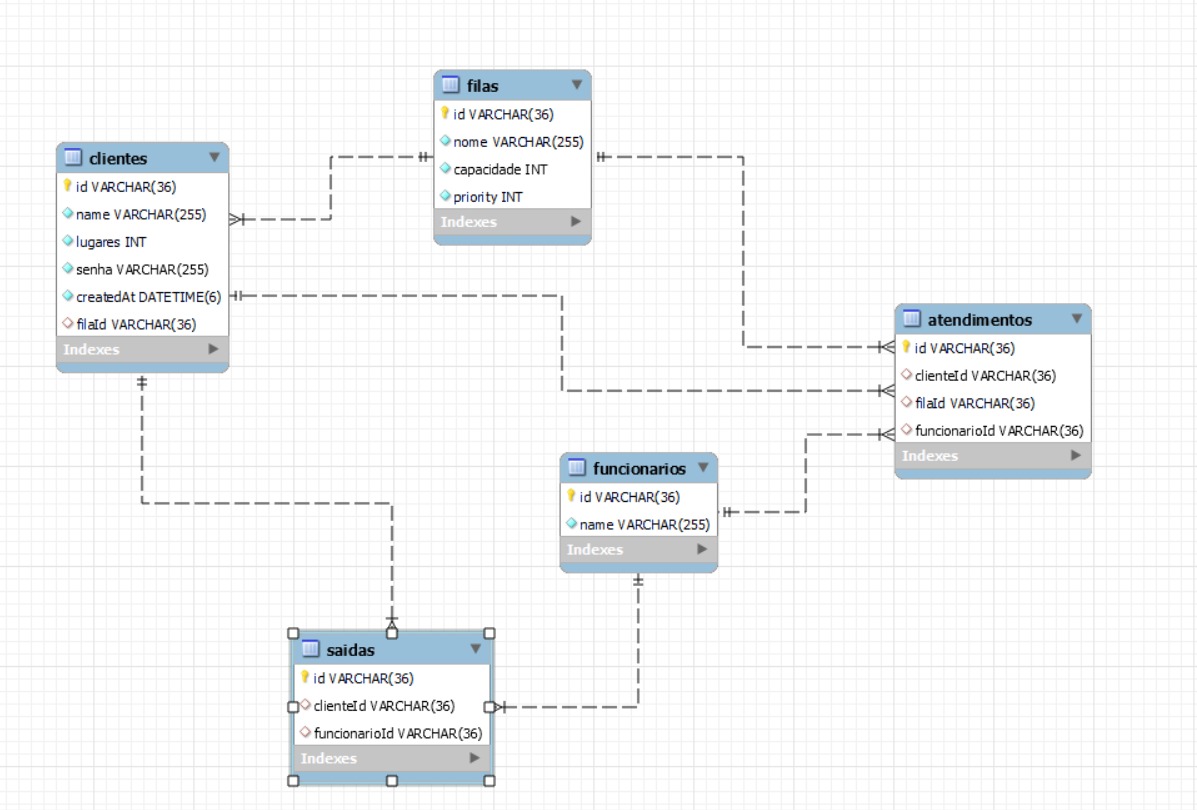 filas
id VARCHAR(36)
nome VARCHAR(255)
capacidade INT
priority INT
Indexes
clientes
id VARCHAR(36)
name VARCHAR(255)
lugares INT
senha VARCHAR(255)
createdAt DATETIME(6)
filaId VARCHAR(36)
Indexes
atendimentos
id VARCHAR(36)
clienteId VARCHAR(36)
filaId VARCHAR(36)
funcionarioId VARCHAR(36)
Indexes
funcionarios
id VARCHAR(36)
name VARCHAR(255)
Indexes
saidas
id VARCHAR(36)
clienteId VARCHAR(36)
funcionarioId VARCHAR(36)
Indexes